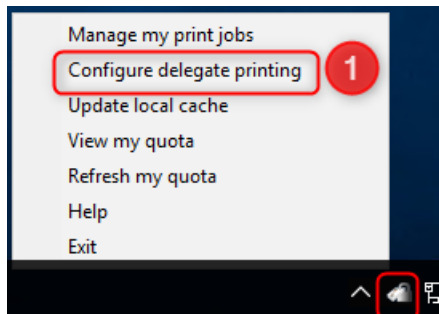 Manage my print jobs
Configure delegate printing
1
Update local cache
View my quota
Refresh my quota
Help
Exit